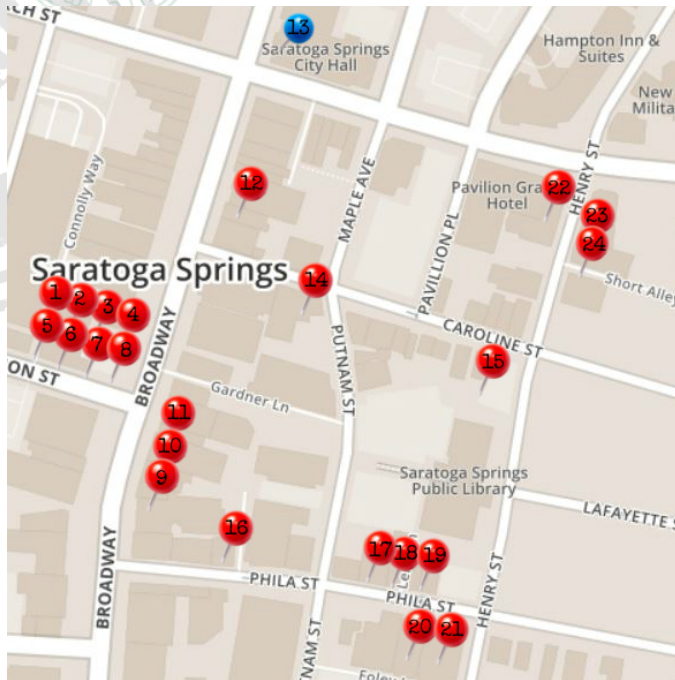 CH ST
13
Saratoga Springs
City Hall
Hampton Inn &
Suites
New
Milita
Connolly Way
12
MAPLE AVE
Pavilion Gra
Hotel
22
HENRY ST
23
24
Short Alley
Saratoga Springs
14
PAVILLION PL
1
2
3
4
5
6
7
8
BROADWAY
PUTNAM ST
CAROLINE ST
15
ON ST
Gardner Ln
11
10
9
Saratoga Springs
Public Library
LAFAYETTE S
16
BROADWAY
17
18
19
Le
n
HENRY ST
PHILA ST
PHILA ST
20
21
NAM ST
Foley